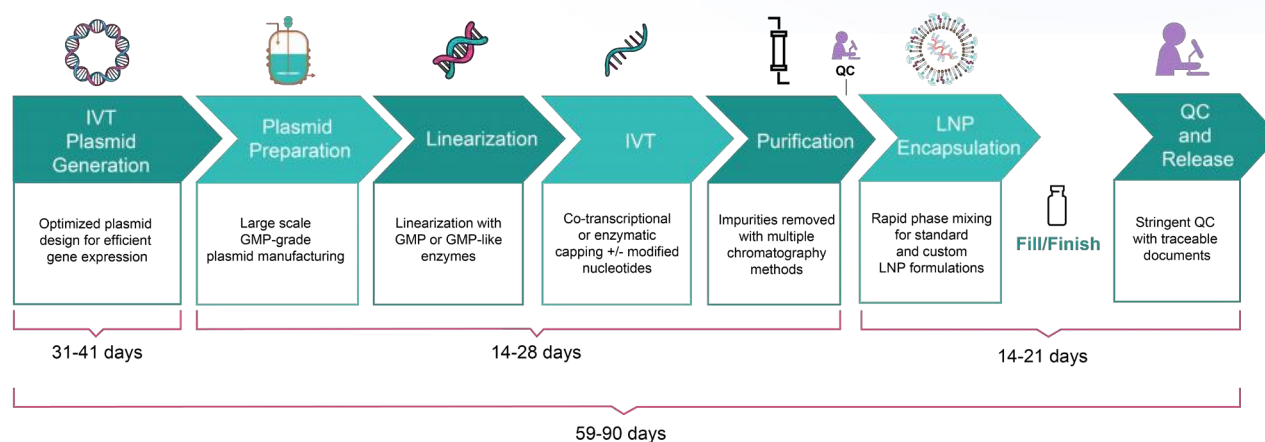 QC
IVT
Plasmid
Generation
Plasmid
Preparation
Linearization
IVT
Purification
LNP
Encapsulation
QC
and
Release
Optimized plasmid
design for efficient
gene expression
Large scale
GMP-grade
plasmid manufacturing
Linearization with
GMP or GMP-like
enzymes
Co-transcriptional
or enzymatic
capping +/- modified
nucleotides
Impurities removed
with multiple
chromatography
methods
Rapid phase mixing
for standard
and custom
LNP formulations
Fill/Finish
Stringent QC
with traceable
documents
31-41 days
14-28 days
14-21 days
59-90 days